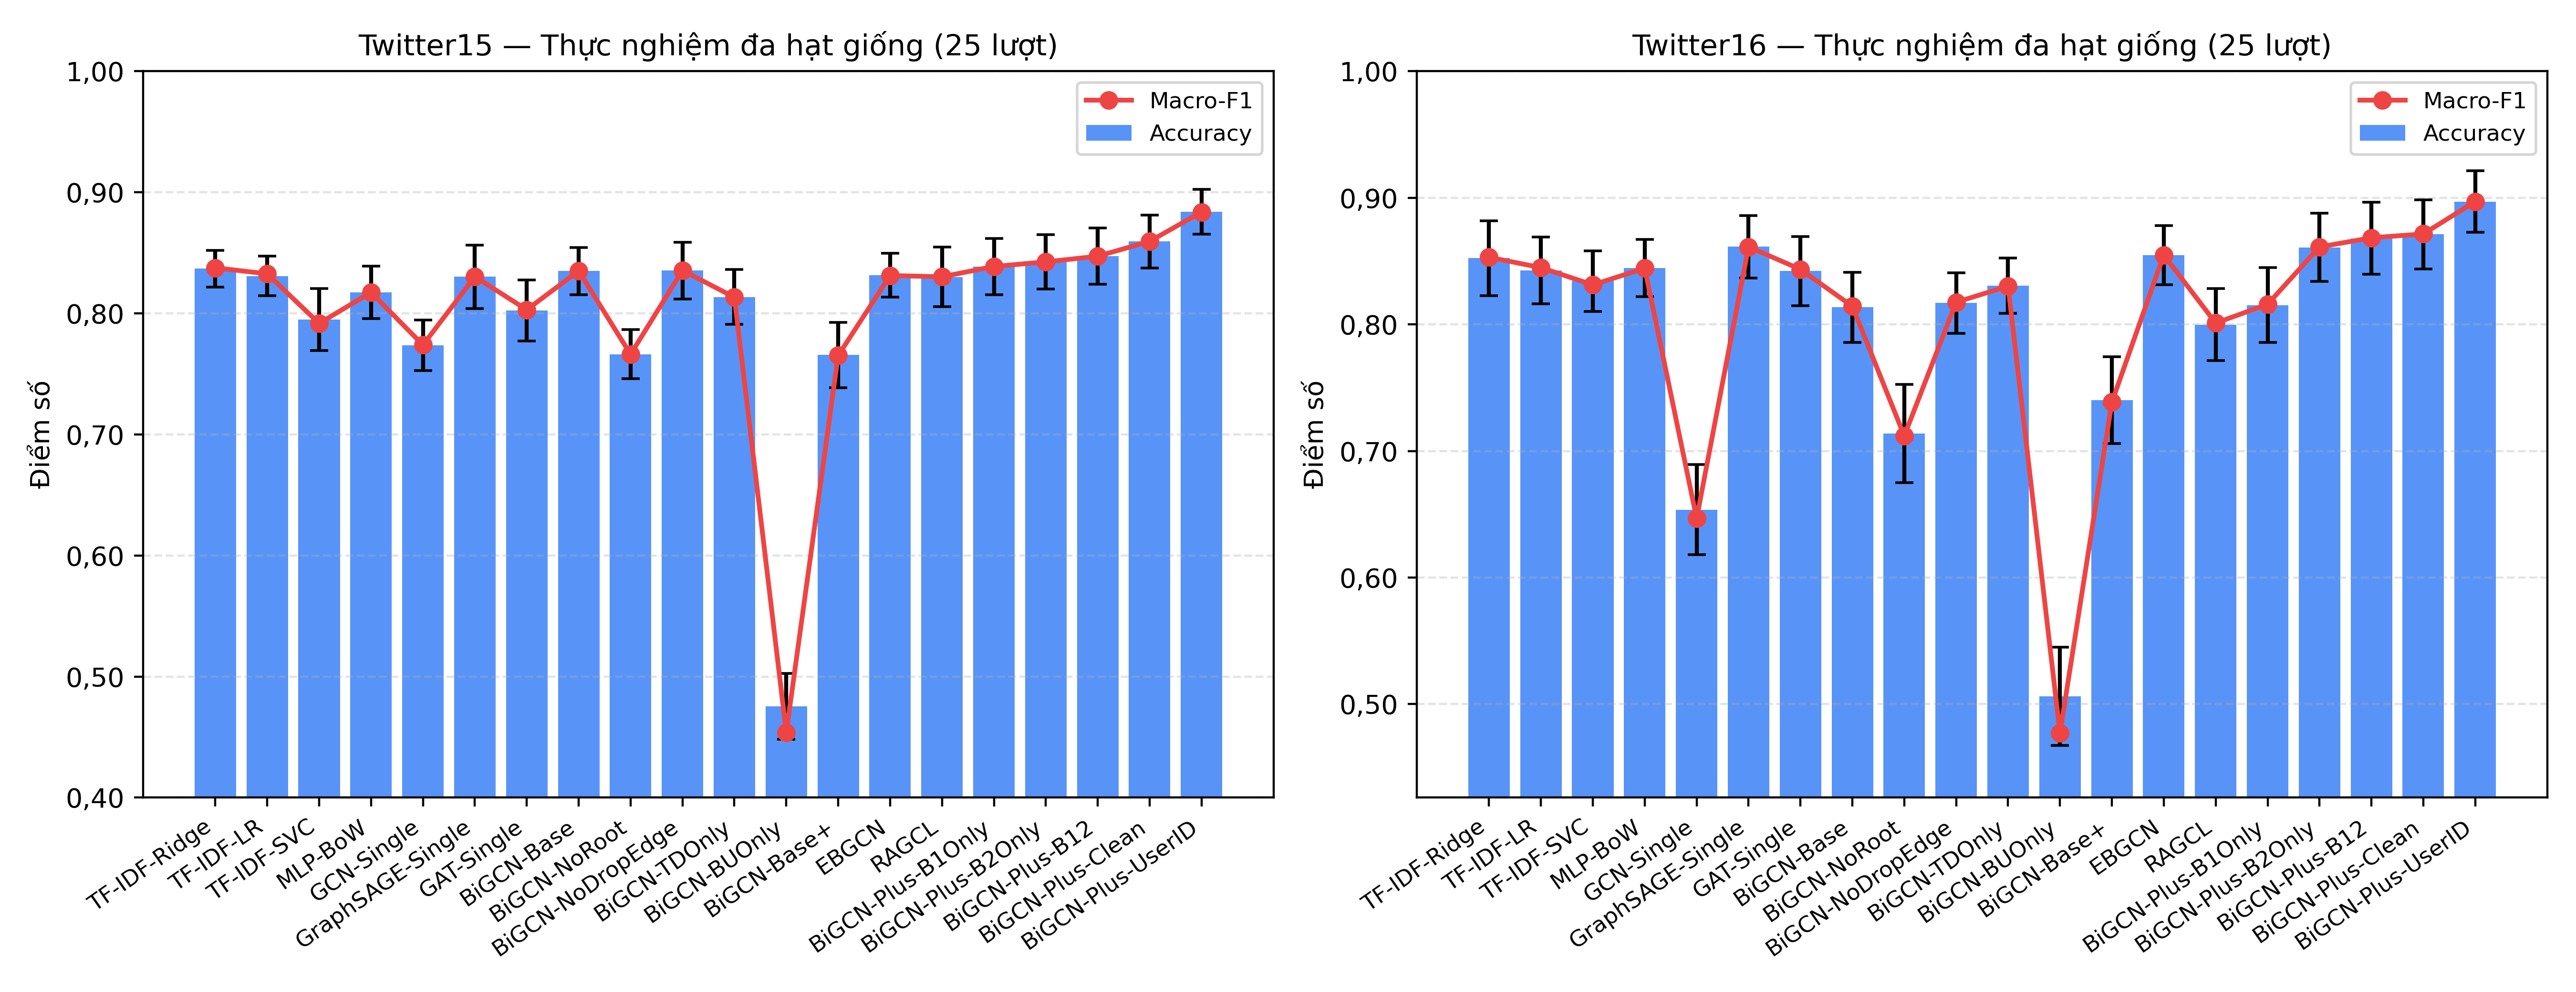 Twitter15 — Thực nghiệm đa hạt giống (25 lượt)
Macro-F1
Accuracy
Điểm số
1,00
0,90
0,80
0,70
0,60
0,50
0,40
TF-IDF-Ridge
TF-IDF-LR
TF-IDF-SVC
MLP-BoW
GCN-Single
GraphSAGE-Single
GAT-Single
BiGCN-Base
BiGCN-NoRoot
BiGCN-NoDropEdge
BiGCN-TDOnly
BiGCN-BUOnly
BiGCN-Base+
EBGCN
RAGCL
BiGCN-Plus-B1Only
BiGCN-Plus-B2Only
BiGCN-Plus-B12
BiGCN-Plus-Clean
BiGCN-Plus-UserID
Twitter16 — Thực nghiệm đa hạt giống (25 lượt)
Macro-F1
Accuracy
Điểm số
1,00
0,90
0,80
0,70
0,60
0,50
TF-IDF-Ridge
TF-IDF-LR
TF-IDF-SVC
MLP-BoW
GCN-Single
GraphSAGE-Single
GAT-Single
BiGCN-Base
BiGCN-NoRoot
BiGCN-NoDropEdge
BiGCN-TDOnly
BiGCN-BUOnly
BiGCN-Base+
EBGCN
RAGCL
BiGCN-Plus-B1Only
BiGCN-Plus-B2Only
BiGCN-Plus-B12
BiGCN-Plus-Clean
BiGCN-Plus-UserID